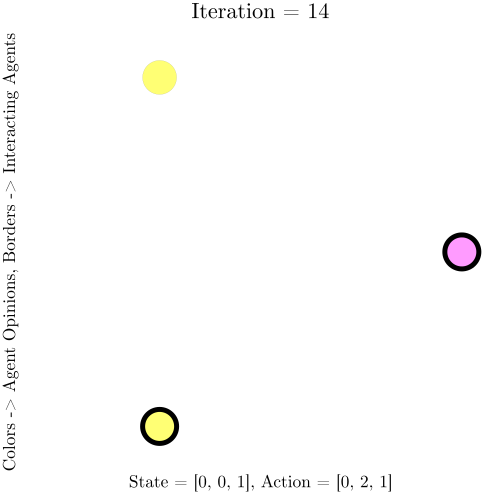 Iteration = 14
Colors -> Agent Opinions, Borders -> Interacting Agents
State = [0, 0, 1], Action = [0, 2, 1]